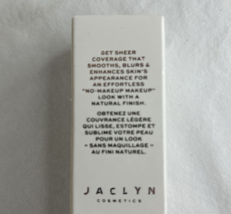 GET SHEER
COVERAGE THAT
SMOOTHS, BLURS &
ENHANCES SKIN'S
APPEARANCE FOR
AN EFFORTLESS
"NO-MAKEUP MAKEUP"
LOOK WITH A
NATURAL FINISH.
OBTENEZ UNE
COUVRANCE LÉGÈRE
QUI LISSE, ESTOMPE ET
SUBLIME VOTRE PEAU
POUR UN LOOK
« SANS MAQUILLAGE »
AU FINI NATUREL.
JACLYN
COSMETICS